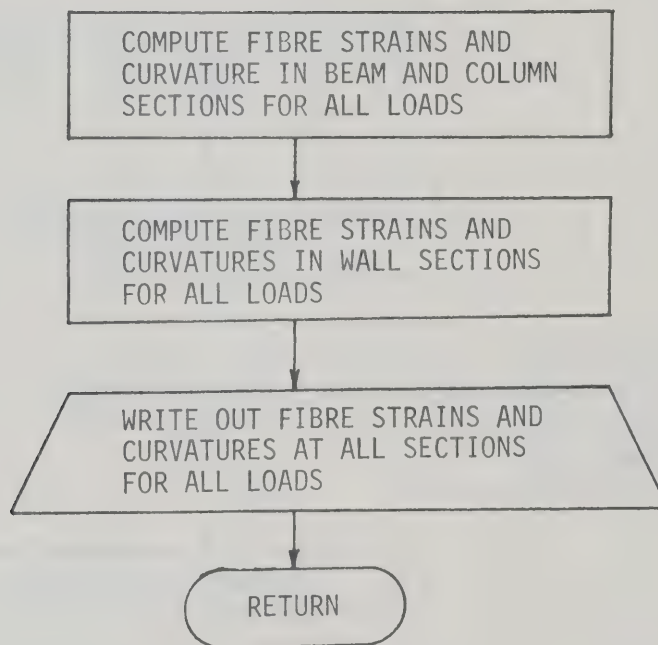 COMPUTE FIBRE STRAINS AND
CURVATURE IN BEAM AND COLUMN
SECTIONS FOR ALL LOADS
COMPUTE FIBRE STRAINS AND
CURVATURES IN WALL SECTIONS
FOR ALL LOADS
WRITE OUT FIBRE STRAINS AND
CURVATURES AT ALL SECTIONS
FOR ALL LOADS
RETURN